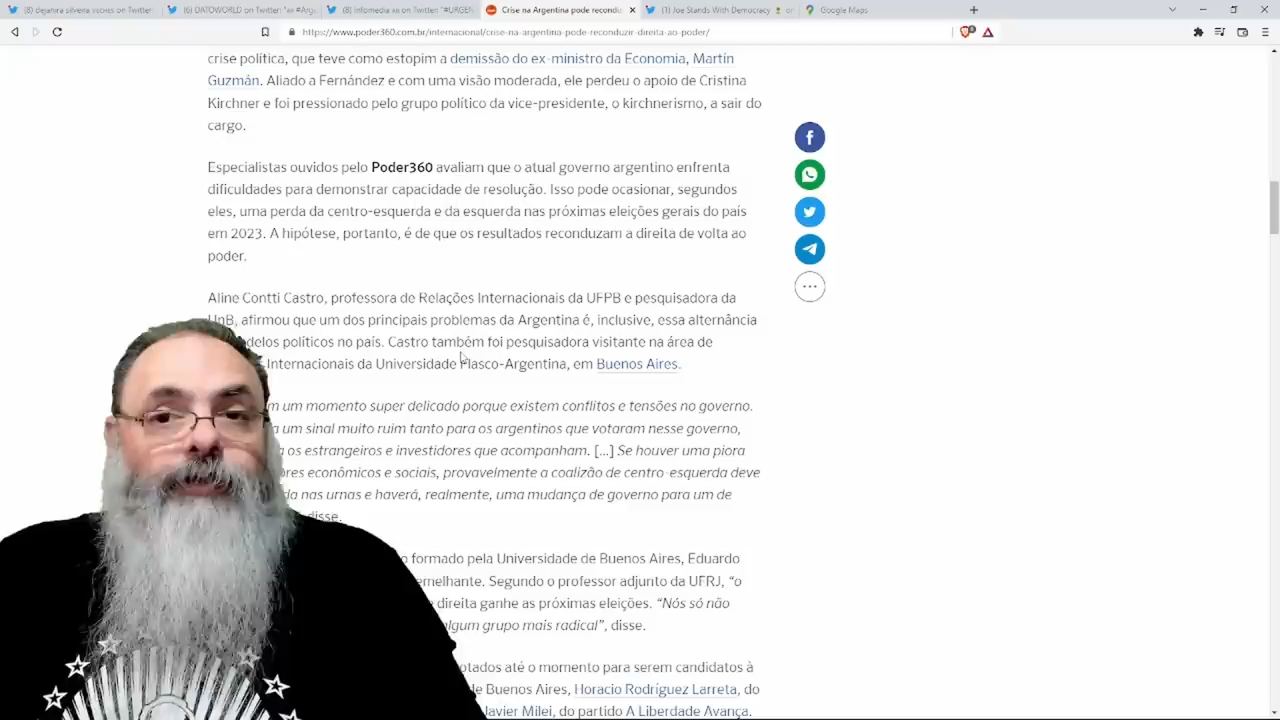 (8) dejanira silveira voxxs on Twitter
(6) DATOWORLD on Twitter: "#Arg
(8) Infomedia xx on Twitter: "#URGEN
Crise na Argentina pode recondu
(1) Joe Stands With Democracy on
Google Maps
https://www.poder360.com.br/internacional/crise-na-argentina-pode-reconduzir-direita-ao-poder/
crise política, que teve como estopim a demissão do ex-ministro da Economia, Martín
Guzmán. Aliado a Fernández e com uma visão moderada, ele perdeu o apoio de Cristina
Kirchner e foi pressionado pelo grupo político da vice-presidente, o kirchnerismo, a sair do
cargo.
Especialistas ouvidos pelo Poder360 avaliam que o atual governo argentino enfrenta
dificuldades para demonstrar capacidade de resolução. Isso pode ocasionar, segundos
eles, uma perda da centro-esquerda e da esquerda nas próximas eleições gerais do país
em 2023. A hipótese, portanto, é de que os resultados reconduzam a direita de volta ao
poder.
Aline Contti Castro, professora de Relações Internacionais da UFPB e pesquisadora da
UnB, afirmou que um dos principais problemas da Argentina é, inclusive, essa alternância
delos políticos no país. Castro também foi pesquisadora visitante na área de
Internacionais da Universidade Flasco-Argentina, em Buenos Aires.
m um momento super delicado porque existem conflitos e tensões no governo.
a um sinal muito ruim tanto para os argentinos que votaram nesse governo,
a os estrangeiros e investidores que acompanham. [...] Se houver uma piora
ores econômicos e sociais, provavelmente a coalizão de centro-esquerda deve
da nas urnas e haverá, realmente, uma mudança de governo para um de
disse.
o formado pela Universidade de Buenos Aires, Eduardo
emelhante. Segundo o professor adjunto da UFRJ, “o
direita ganhe as próximas eleições. “Nós só não
algum grupo mais radical”, disse.
otados até o momento para serem candidatos à
de Buenos Aires, Horacio Rodríguez Larreta, do
Javier Milei, do partido A Liberdade Avança.